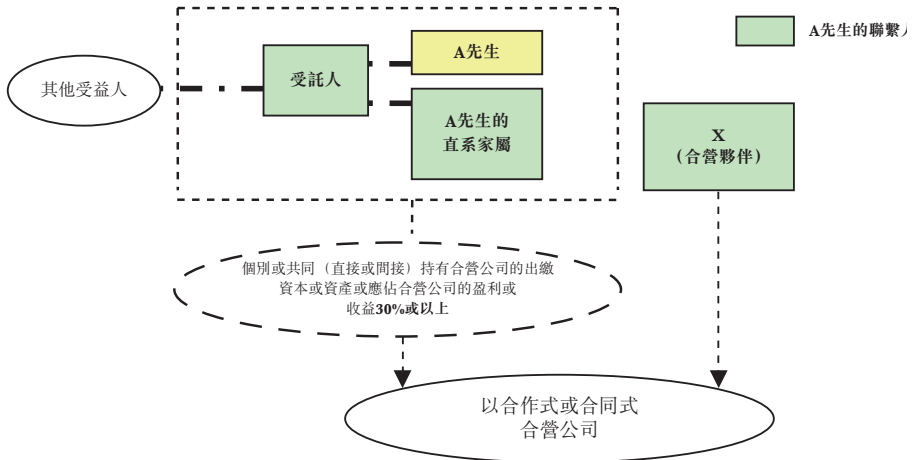 A先生的聯繫人
A先生
受託人
其他受益人
A先生的
直系家屬
X
（合營夥伴）
個別或共同（直接或間接）持有合營公司的出繳
資本或資產或應佔合營公司的盈利或
收益30%或以上
以合作式或合同式
合營公司